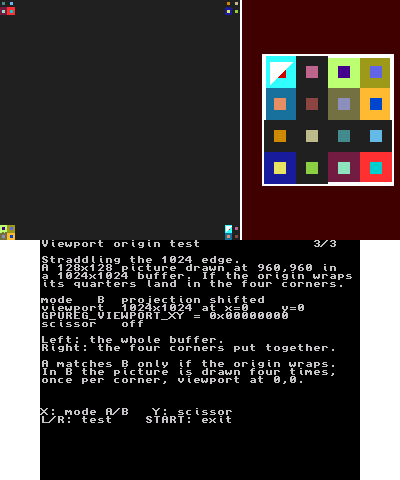 Viewport origin test 3/3
Straddling the 1024 edge.
A 128x128 picture drawn at 960,960 in
a 1024x1024 buffer. If the origin wraps
its quarters land in the four corners.
mode B projection shifted
viewport 1024x1024 at x=0 y=0
GPUREG_VIEWPORT_XY = 0x00000000
scissor off
Left: the whole buffer.
Right: the four corners put together.
A matches B only if the origin wraps.
In B the picture is drawn four times,
once per corner, viewport at 0,0.
X: mode A/B Y: scissor
L/R: test START: exit